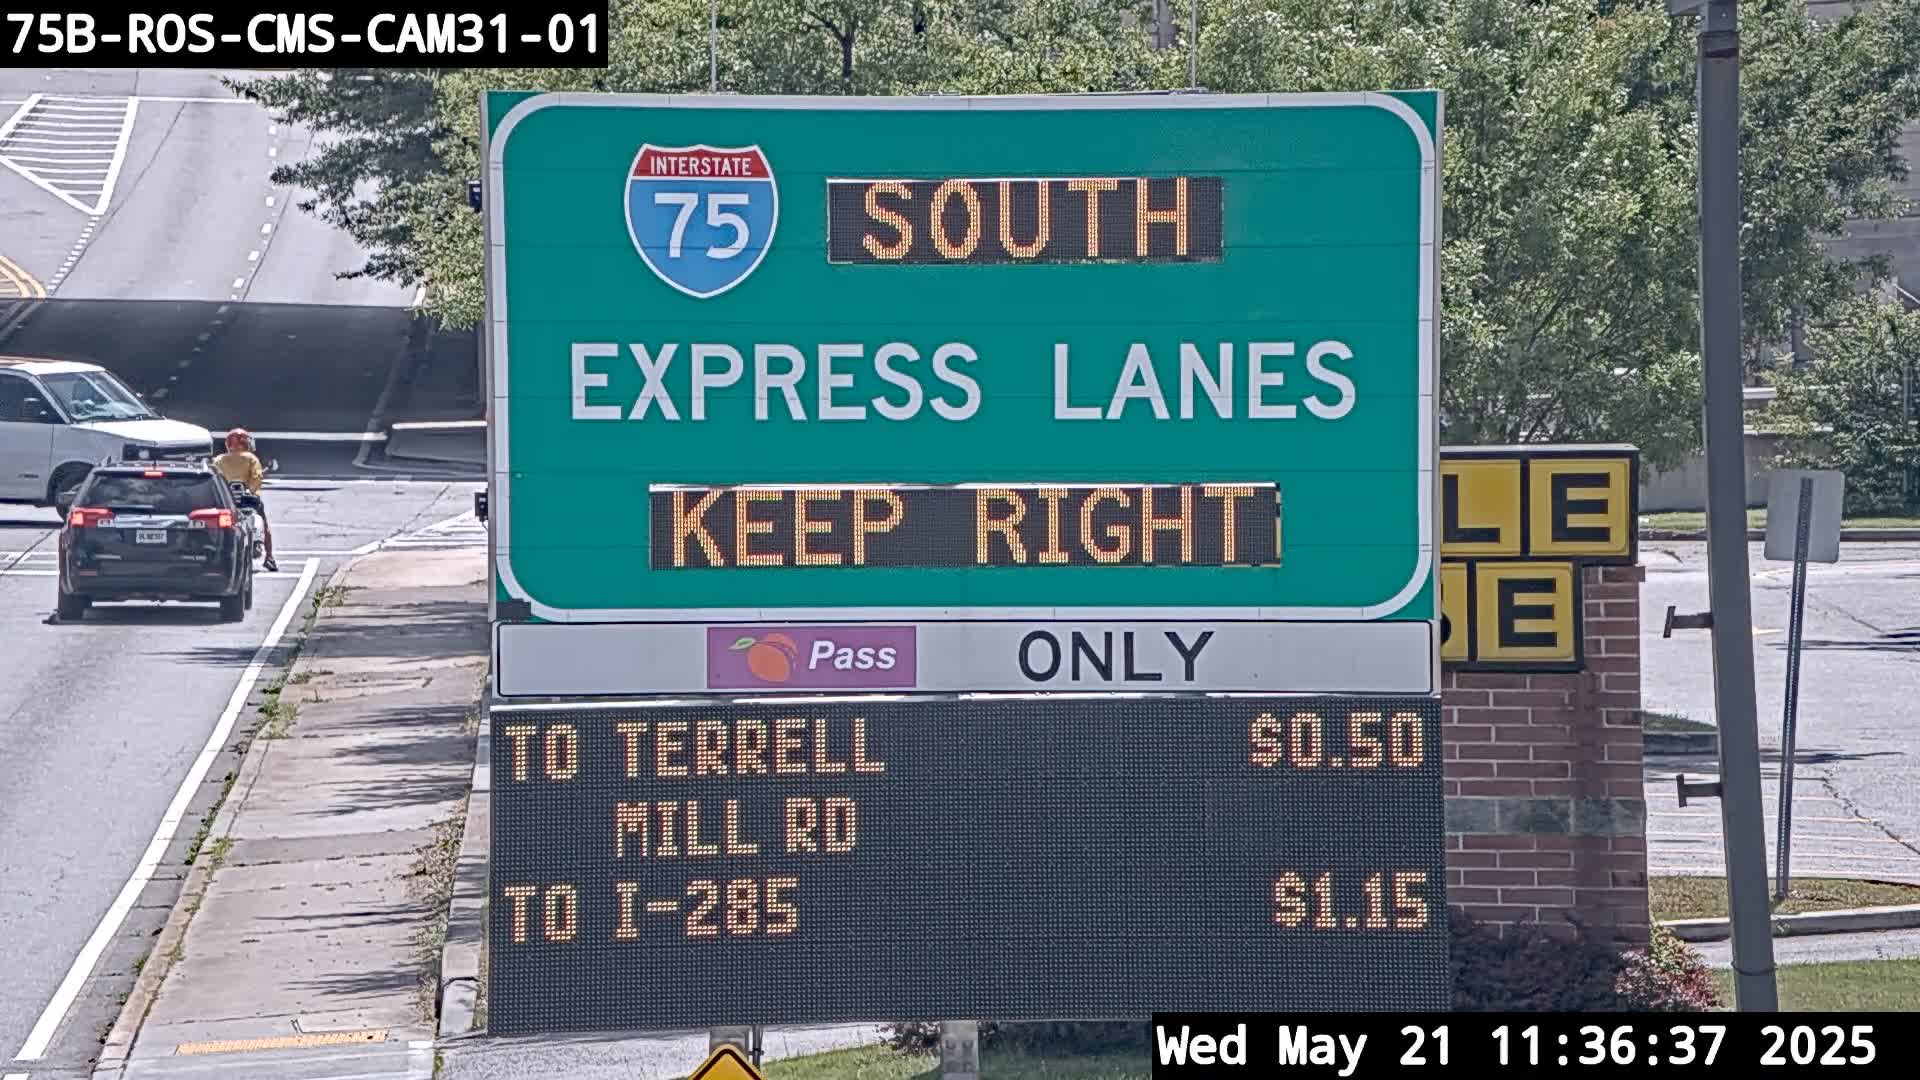 75B-ROS-CMS-CAM31-01
INTERSTATE
75
SOUTH
EXPRESS LANES
KEEP RIGHT
Pass ONLY
TO TERRELL $0.50
MILL RD
TO I-285 $1.15
LE
E
Wed May 21 11:36:37 2025